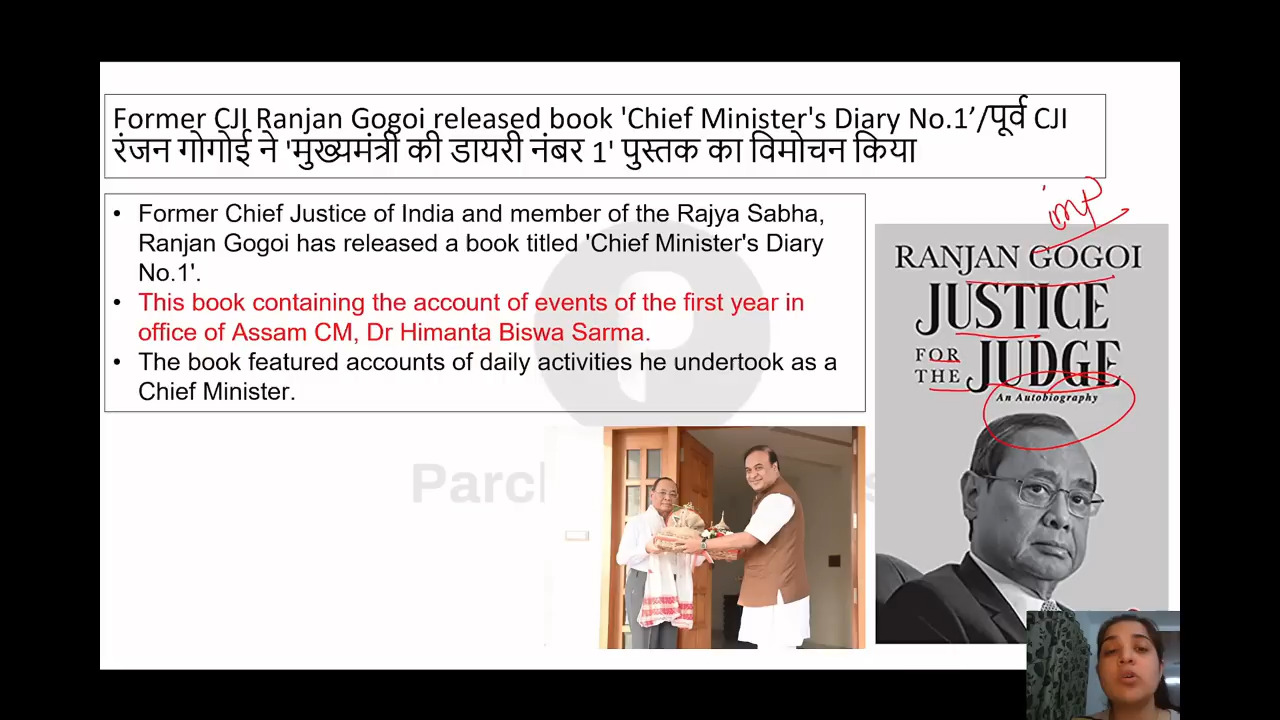 Former CJI Ranjan Gogoi released book 'Chief Minister's Diary No.1’/पूर्व CJI
रंजन गोगोई ने 'मुख्यमंत्री की डायरी नंबर 1' पुस्तक का विमोचन किया
• Former Chief Justice of India and member of the Rajya Sabha,
Ranjan Gogoi has released a book titled 'Chief Minister's Diary
No.1'.
• This book containing the account of events of the first year in
office of Assam CM, Dr Himanta Biswa Sarma.
• The book featured accounts of daily activities he undertook as a
Chief Minister.
imp
RANJAN GOGOI
JUSTICE
FOR
THE JUDGE
An Autobiography